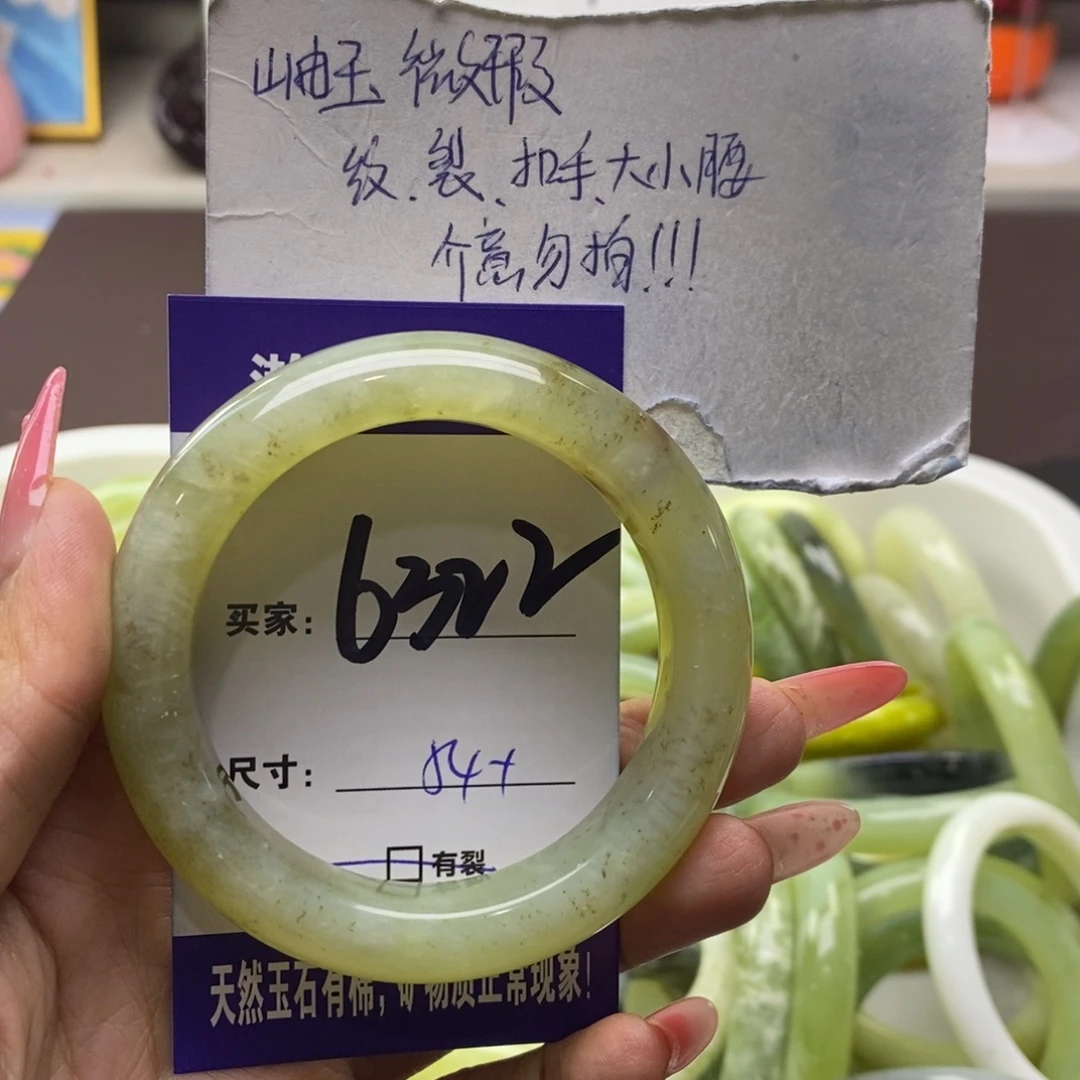 岫玉 微瑕
纹、裂、扣手、大小腰
介意勿拍!!!
买家:
尺寸: 54+
□有裂
天然玉石有棉,矿物质正常现象!